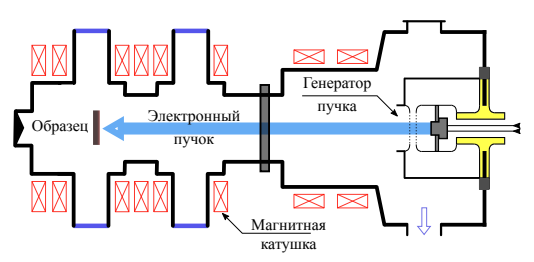 Генератор
пучка
Образец
Электронный
пучок
Магнитная
катушка